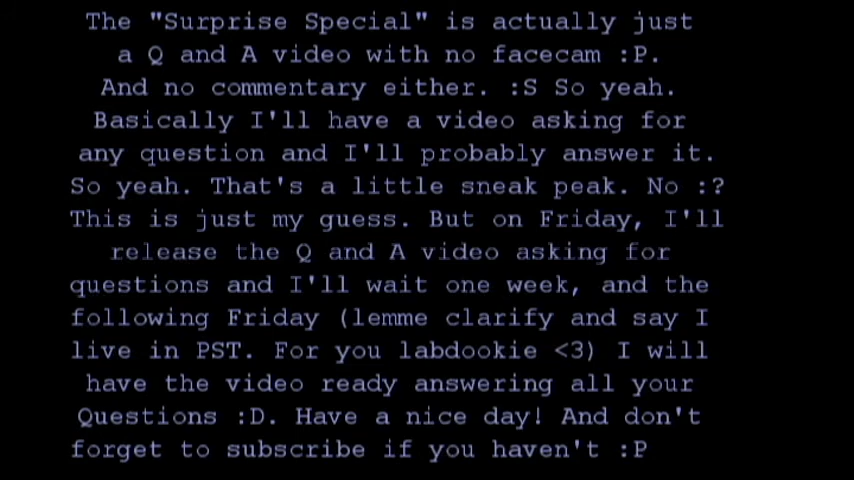 The "Surprise Special" is actually just
a Q and A video with no facecam :P.
And no commentary either. :S So yeah.
Basically I'll have a video asking for
any question and I'll probably answer it.
So yeah. That's a little sneak peak. No :?
This is just my guess. But on Friday, I'll
release the Q and A video asking for
questions and I'll wait one week, and the
following Friday (lemme clarify and say I
live in PST. For you labdookie <3) I will
have the video ready answering all your
Questions :D. Have a nice day! And don't
forget to subscribe if you haven't :P